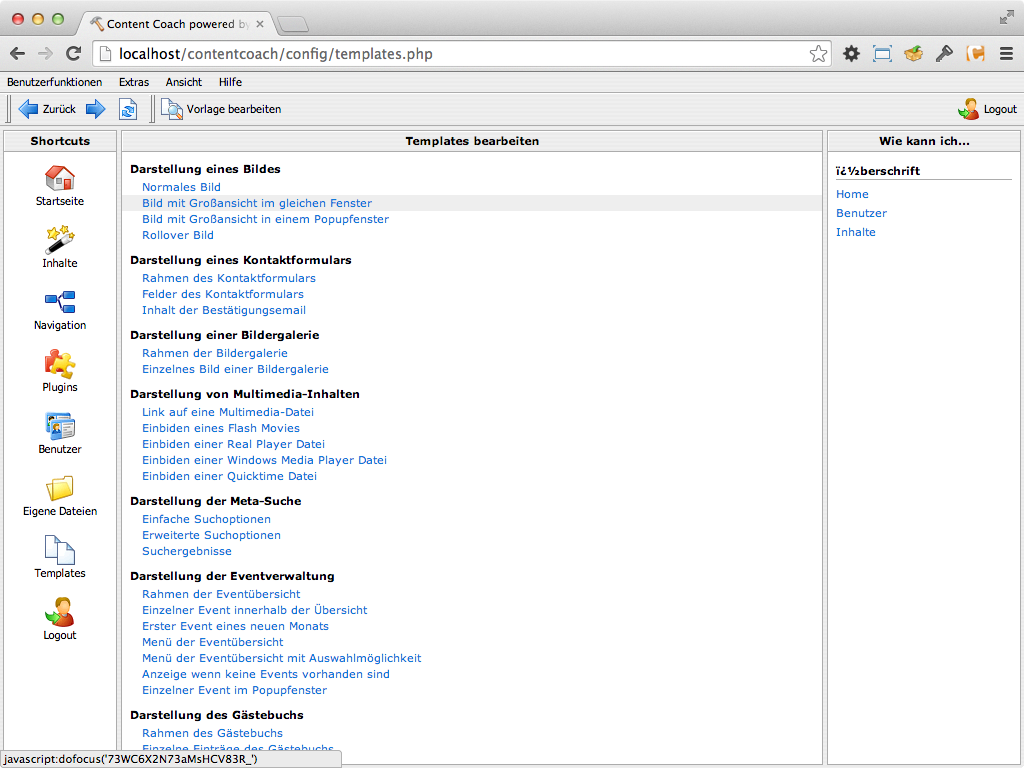 Content Coach powered by
localhost/contentcoach/config/templates.php
Benutzerfunktionen Extras Ansicht Hilfe
Zurück Vorlage bearbeiten Logout
Shortcuts
Startseite
Inhalte
Navigation
Plugins
Benutzer
Eigene Dateien
Templates
Logout
Templates bearbeiten
Darstellung eines Bildes
Normales Bild
Bild mit Großansicht im gleichen Fenster
Bild mit Großansicht in einem Popupfenster
Rollover Bild
Darstellung eines Kontaktformulars
Rahmen des Kontaktformulars
Felder des Kontaktformulars
Inhalt der Bestätigungsemail
Darstellung einer Bildergalerie
Rahmen der Bildergalerie
Einzelnes Bild einer Bildergalerie
Darstellung von Multimedia-Inhalten
Link auf eine Multimedia-Datei
Einbiden eines Flash Movies
Einbiden einer Real Player Datei
Einbiden einer Windows Media Player Datei
Einbiden einer Quicktime Datei
Darstellung der Meta-Suche
Einfache Suchoptionen
Erweiterte Suchoptionen
Suchergebnisse
Darstellung der Eventverwaltung
Rahmen der Eventübersicht
Einzelner Event innerhalb der Übersicht
Erster Event eines neuen Monats
Menü der Eventübersicht
Menü der Eventübersicht mit Auswahlmöglichkeit
Anzeige wenn keine Events vorhanden sind
Einzelner Event im Popupfenster
Darstellung des Gästebuchs
Rahmen des Gästebuchs
Einzelne Einträge des Gästebuchs
Wie kann ich...
ï¿½berschrift
Home
Benutzer
Inhalte
javascript:dofocus('73WC6X2N73aMsHCV83R_')